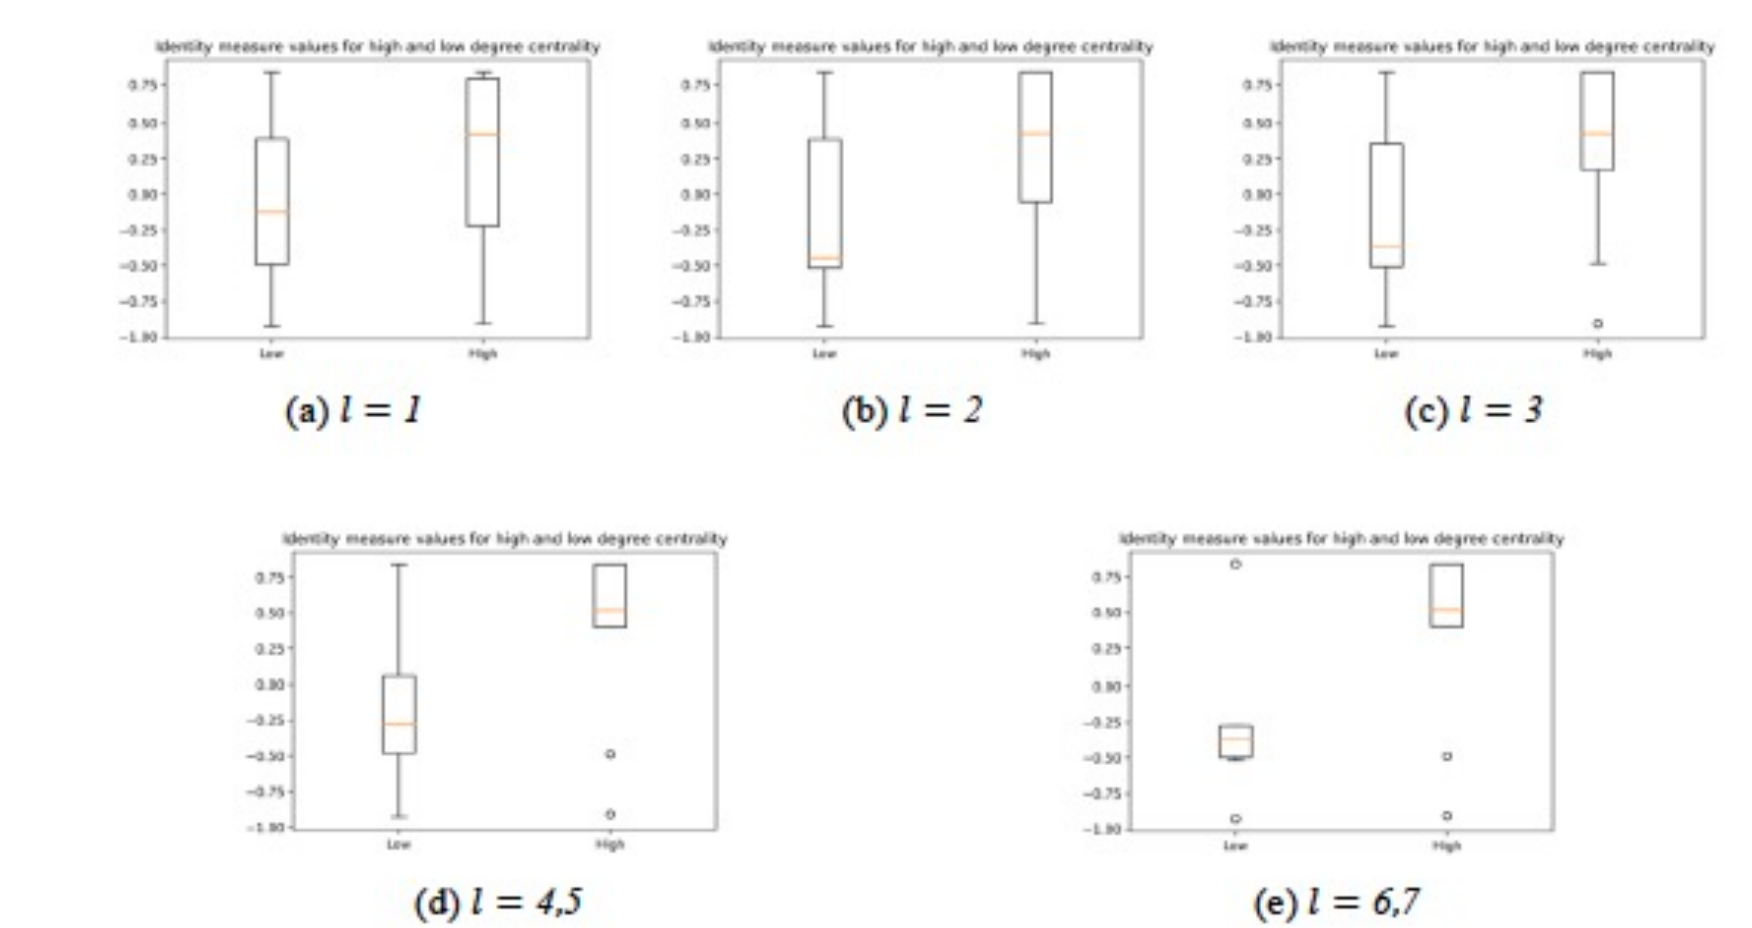 Identity measure values for high and low degree centrality
0.75
0.50
0.25
0.00
−0.25
−0.50
−0.75
−1.00
Low High
(a) l = 1
Identity measure values for high and low degree centrality
0.75
0.50
0.25
0.00
−0.25
−0.50
−0.75
−1.00
Low High
(b) l = 2
Identity measure values for high and low degree centrality
0.75
0.50
0.25
0.00
−0.25
−0.50
−0.75
−1.00
Low High
(c) l = 3
Identity measure values for high and low degree centrality
0.75
0.50
0.25
0.00
−0.25
−0.50
−0.75
−1.00
Low High
(d) l = 4,5
Identity measure values for high and low degree centrality
0.75
0.50
0.25
0.00
−0.25
−0.50
−0.75
−1.00
Low High
(e) l = 6,7